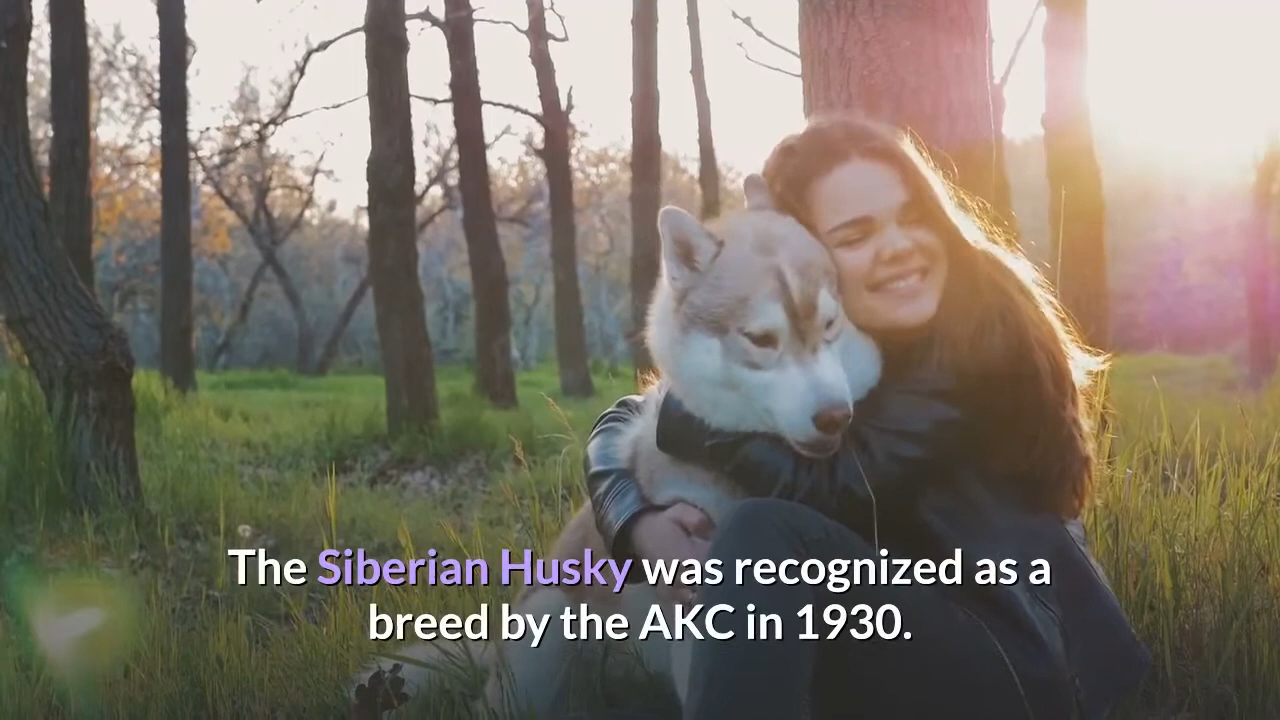 The Siberian Husky was recognized as a
breed by the AKC in 1930.